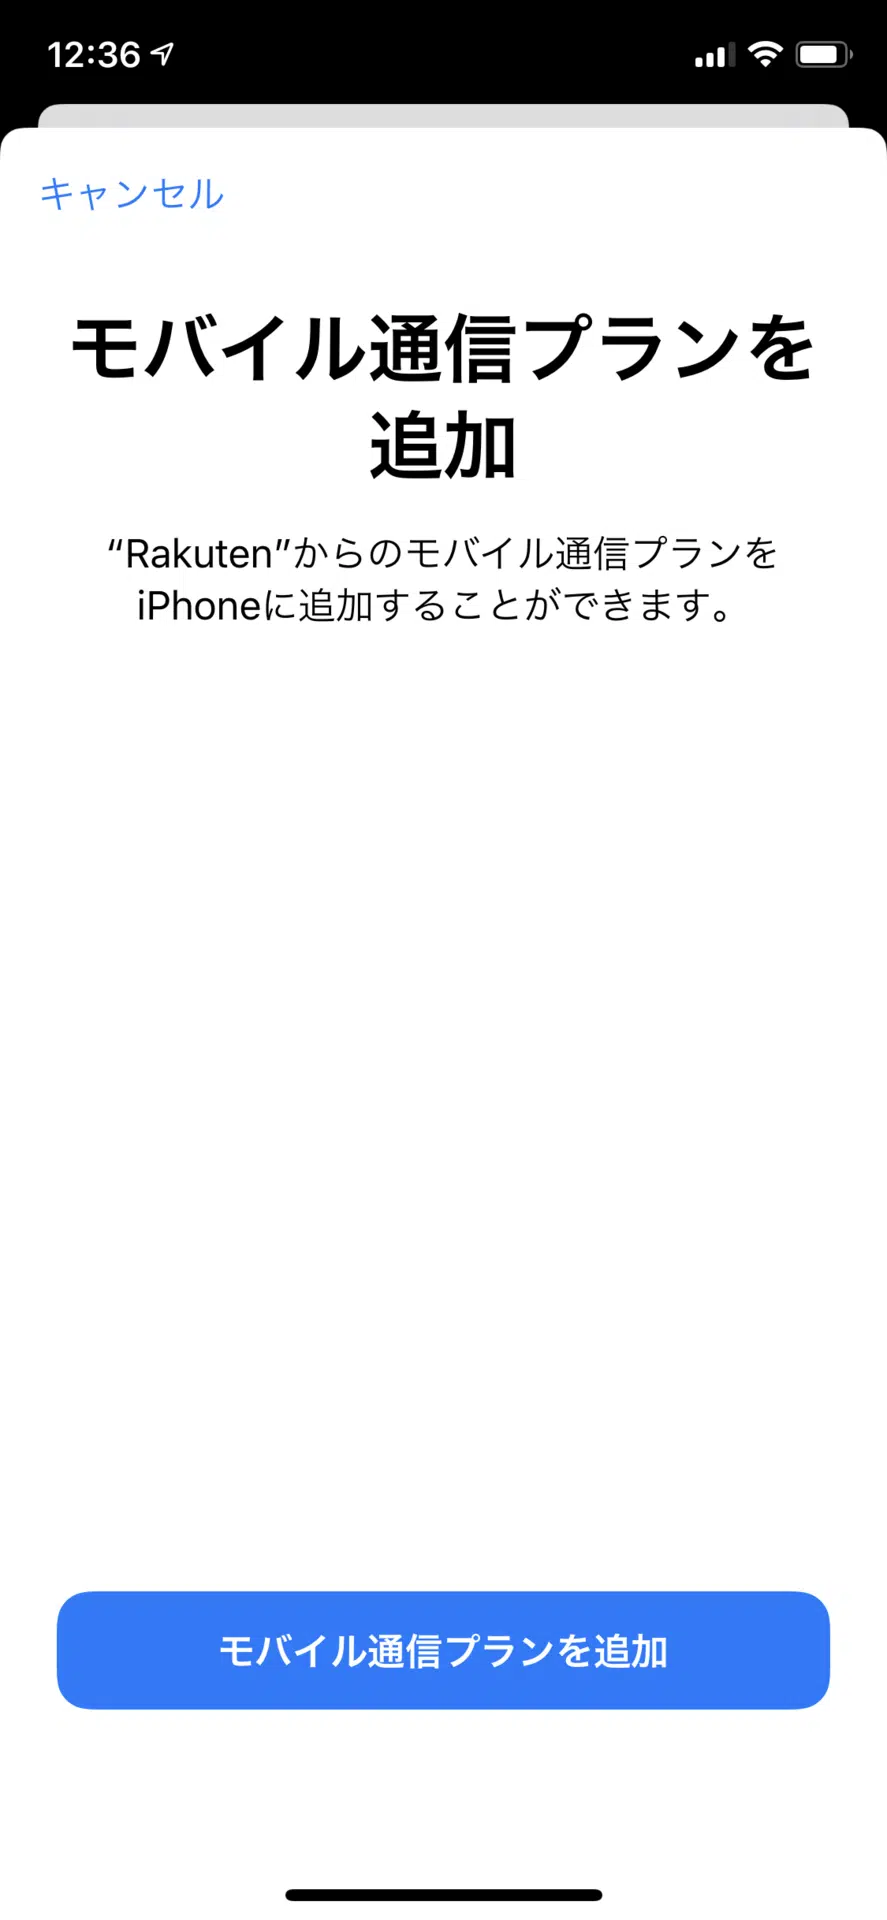 12:36
キャンセル
モバイル通信プランを
追加
“Rakuten”からのモバイル通信プランを
iPhoneに追加することができます。
モバイル通信プランを追加